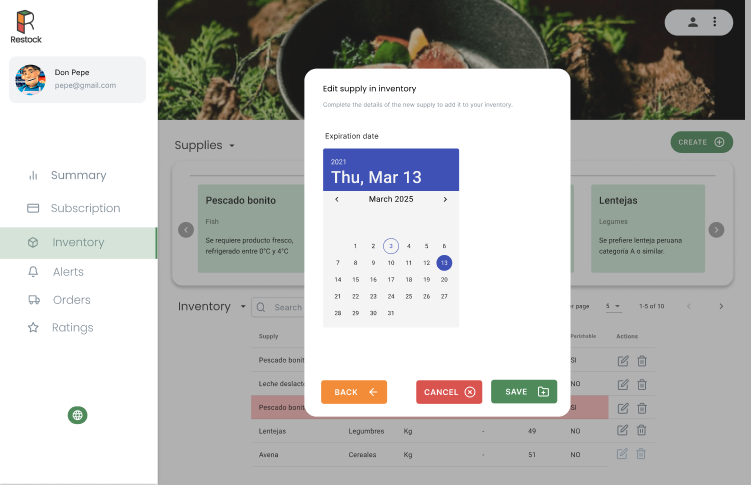 Restock
Don Pepe
pepe@gmail.com
Summary
Subscription
Inventory
Alerts
Orders
Ratings
Supplies
CREATE
Pescado bonito
Fish
Se requiere producto fresco,
refrigerado entre 0°C y 4°C
Lentejas
Legumes
Se prefiere lenteja peruana
categoría A o similar.
Edit supply in inventory
Complete the details of the new supply to add it to your inventory.
Expiration date
2021
Thu, Mar 13
March 2025
1 2 3 4 5 6
7 8 9 10 11 12 13
14 15 16 17 18 19 20
21 22 23 24 25 26 27
28 29 30 31
BACK
CANCEL
SAVE
Inventory
Search
per page 5 1-5 of 10
Supply Perishable Actions
Pescado bonit SI
Leche deslact NO
Pescado bonit SI
Lentejas Legumbres Kg - 49 NO
Avena Cereales Kg - 51 NO